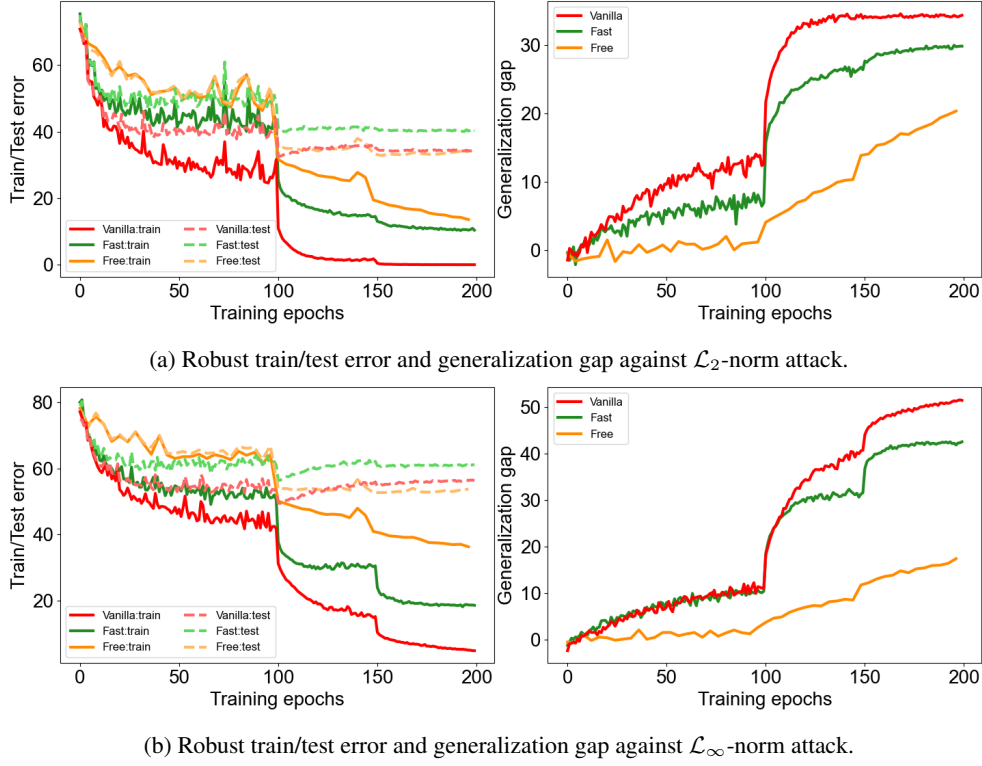 Train/Test error
60
40
20
0
Vanilla:train
Fast:train
Free:train
Vanilla:test
Fast:test
Free:test
0
50
100
150
200
Training epochs
Generalization gap
30
20
10
0
Vanilla
Fast
Free
0
50
100
150
200
Training epochs
(a) Robust train/test error and generalization gap against ℒ₂-norm attack.
Train/Test error
80
60
40
20
Vanilla:train
Fast:train
Free:train
Vanilla:test
Fast:test
Free:test
0
50
100
150
200
Training epochs
Generalization gap
50
40
30
20
10
0
Vanilla
Fast
Free
0
50
100
150
200
Training epochs
(b) Robust train/test error and generalization gap against ℒ∞-norm attack.